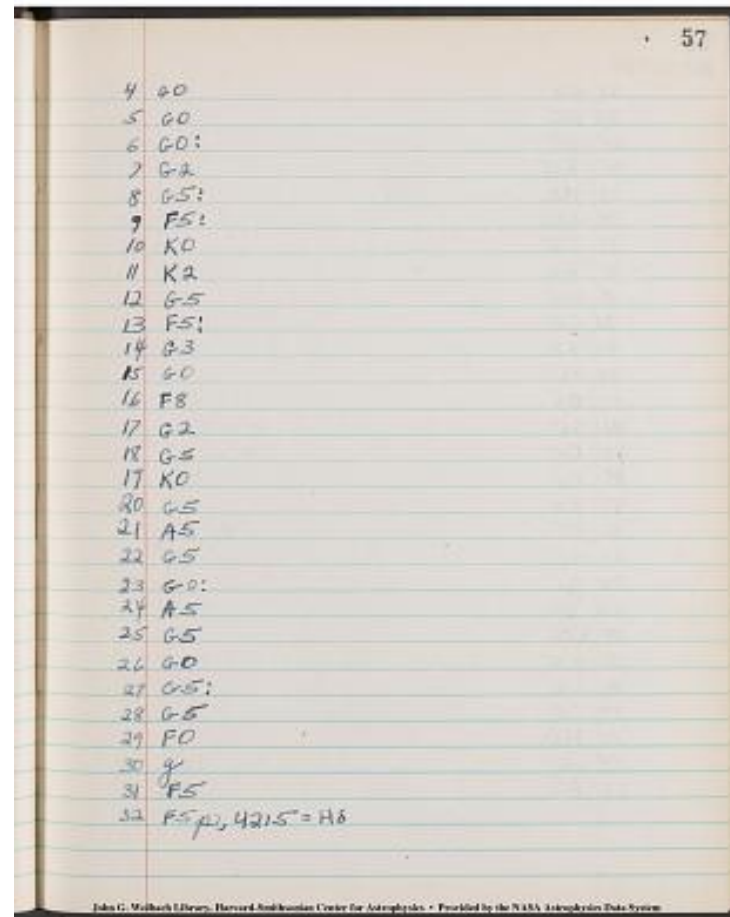 57
4 G0
5 G0
6 G0:
7 G2
8 G5:
9 F5:
10 K0
11 K2
12 G5
13 F5:
14 G3
15 G0
16 F8
17 G2
18 G5
19 K0
20 G5
21 A5
22 G5
23 G0:
24 A5
25 G5
26 G0
27 G5:
28 G5
29 F0
30 g
31 F5
32 F5 p, 4215 = Hδ
John G. Wolbach Library, Harvard-Smithsonian Center for Astrophysics • Provided by the NASA Astrophysics Data System